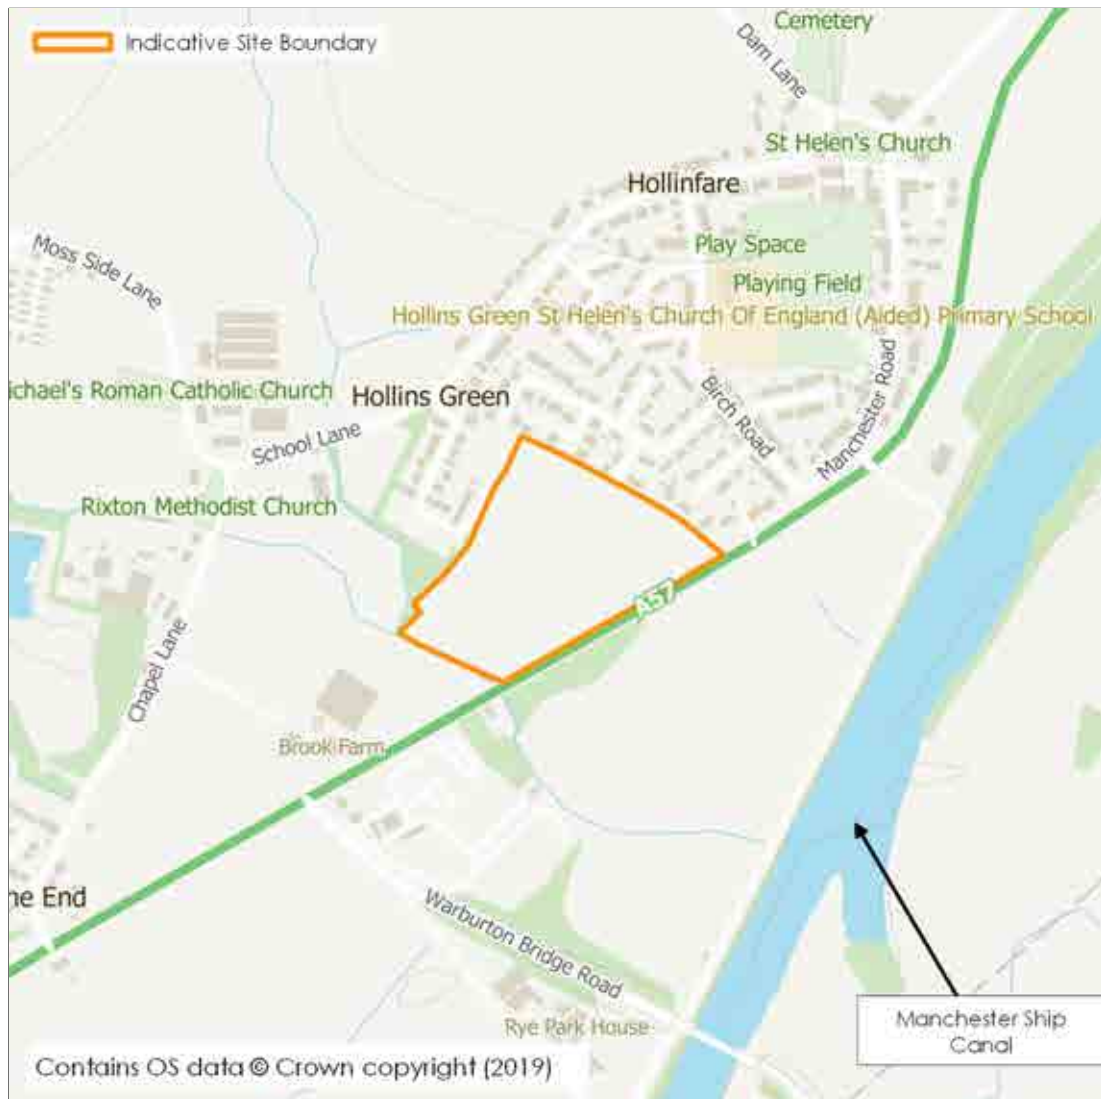 Indicative Site Boundary
Cemetery
Dam Lane
St Helen's Church
Hollinfare
Play Space
Moss Side Lane
Playing Field
Hollins Green St Helen's Church Of England (Aided) Primary School
ichael's Roman Catholic Church
Hollins Green
Birch Road
Manchester Road
School Lane
Rixton Methodist Church
A57
Chapel Lane
Brook Farm
ne End
Warburton Bridge Road
Rye Park House
Manchester Ship
Canal
Contains OS data © Crown copyright (2019)